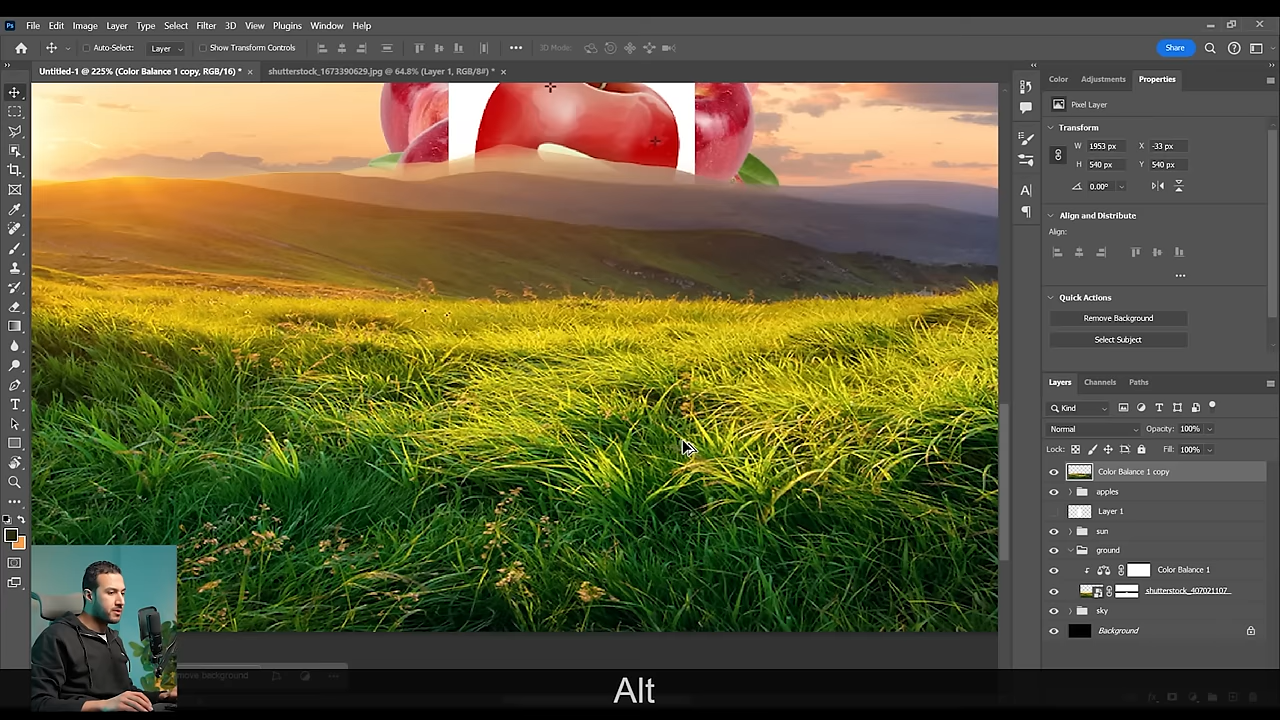 Ps File Edit Image Layer Type Select Filter 3D View Plugins Window Help
Auto-Select: Layer Show Transform Controls 3D Mode: Share
Untitled-1 @ 225% (Color Balance 1 copy, RGB/16) * × shutterstock_1673390629.jpg @ 64.8% (Layer 1, RGB/8#) * ×
Color Adjustments Properties
Pixel Layer
Transform
W 1953 px X -33 px
H 540 px Y 540 px
0.00°
Align and Distribute
Align:
Quick Actions
Remove Background
Select Subject
Layers Channels Paths
Kind
Normal Opacity: 100%
Lock: Fill: 100%
Color Balance 1 copy
apples
Layer 1
sun
ground
Color Balance 1
shutterstock_407021107...
sky
Background
move background
Alt